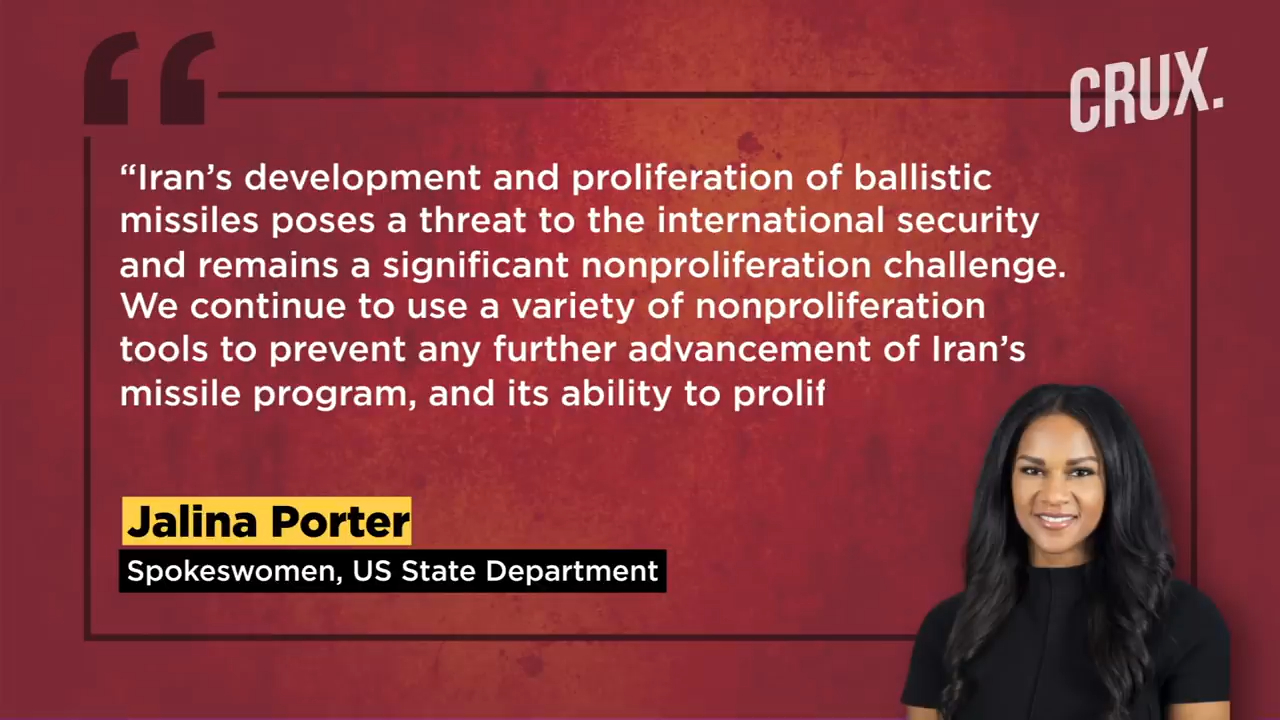 CRUX.
“Iran’s development and proliferation of ballistic
missiles poses a threat to the international security
and remains a significant nonproliferation challenge.
We continue to use a variety of nonproliferation
tools to prevent any further advancement of Iran’s
missile program, and its ability to prolif
Jalina Porter
Spokeswomen, US State Department